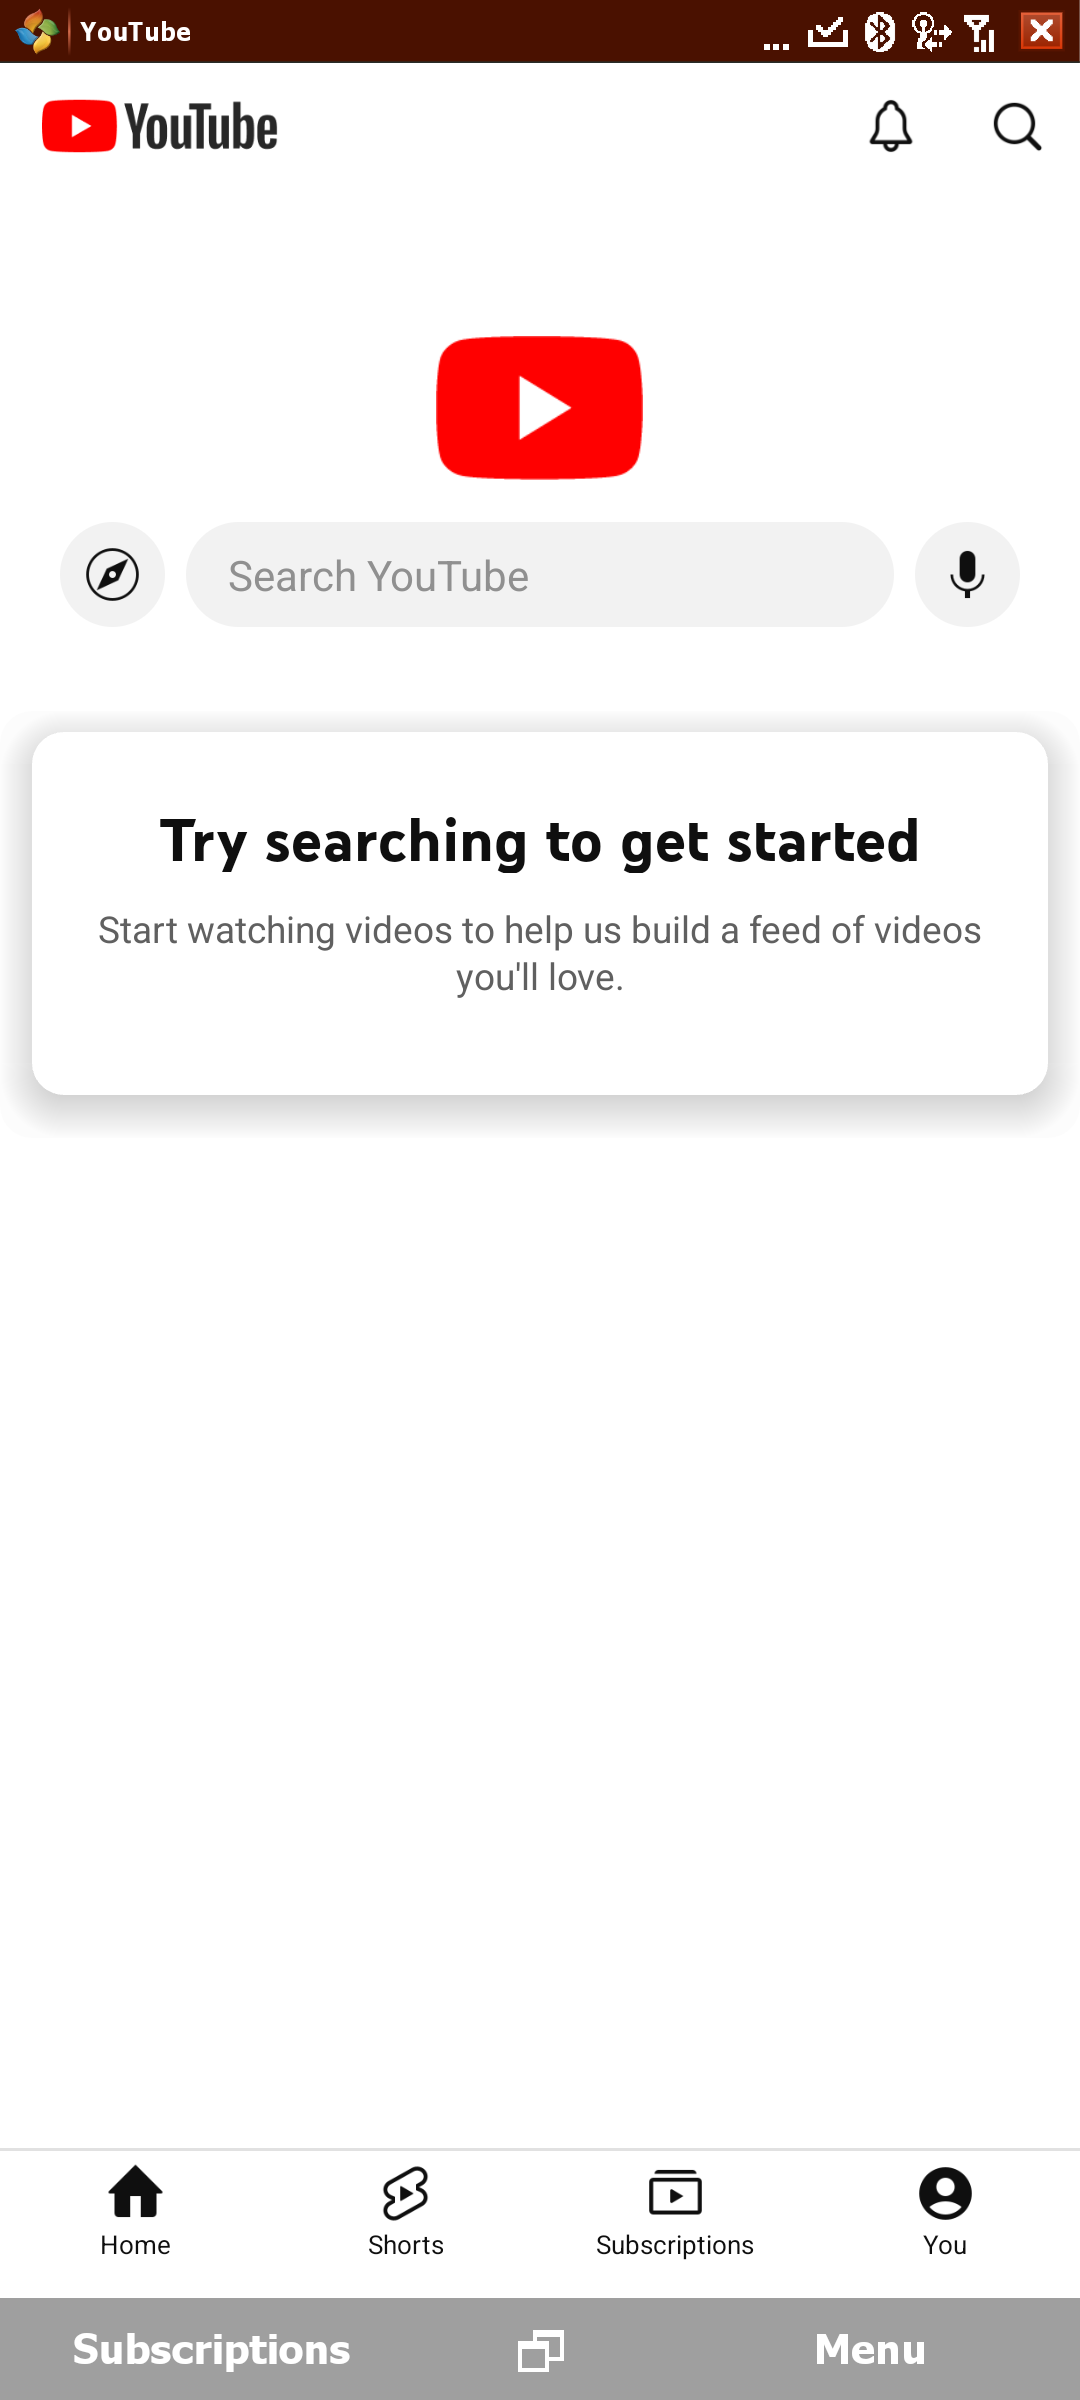 YouTube
YouTube
Search YouTube
Try searching to get started
Start watching videos to help us build a feed of videos
you'll love.
Home
Shorts
Subscriptions
You
Subscriptions
Menu